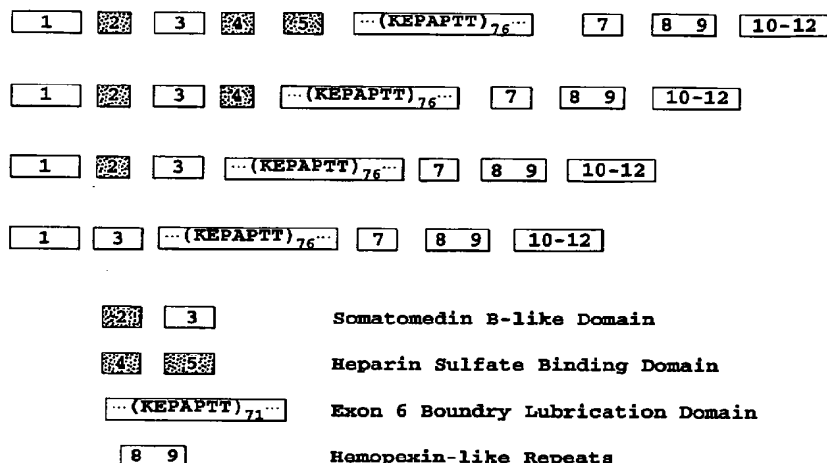 1 2 3 4 5 ···(KEPAPTT)76··· 7 8 9 10-12
1 2 3 4 ···(KEPAPTT)76··· 7 8 9 10-12
1 2 3 ···(KEPAPTT)76··· 7 8 9 10-12
1 3 ···(KEPAPTT)76··· 7 8 9 10-12
2 3 Somatomedin B-like Domain
4 5 Heparin Sulfate Binding Domain
···(KEPAPTT)71··· Exon 6 Boundry Lubrication Domain
8 9 Hemopexin-like Repeats